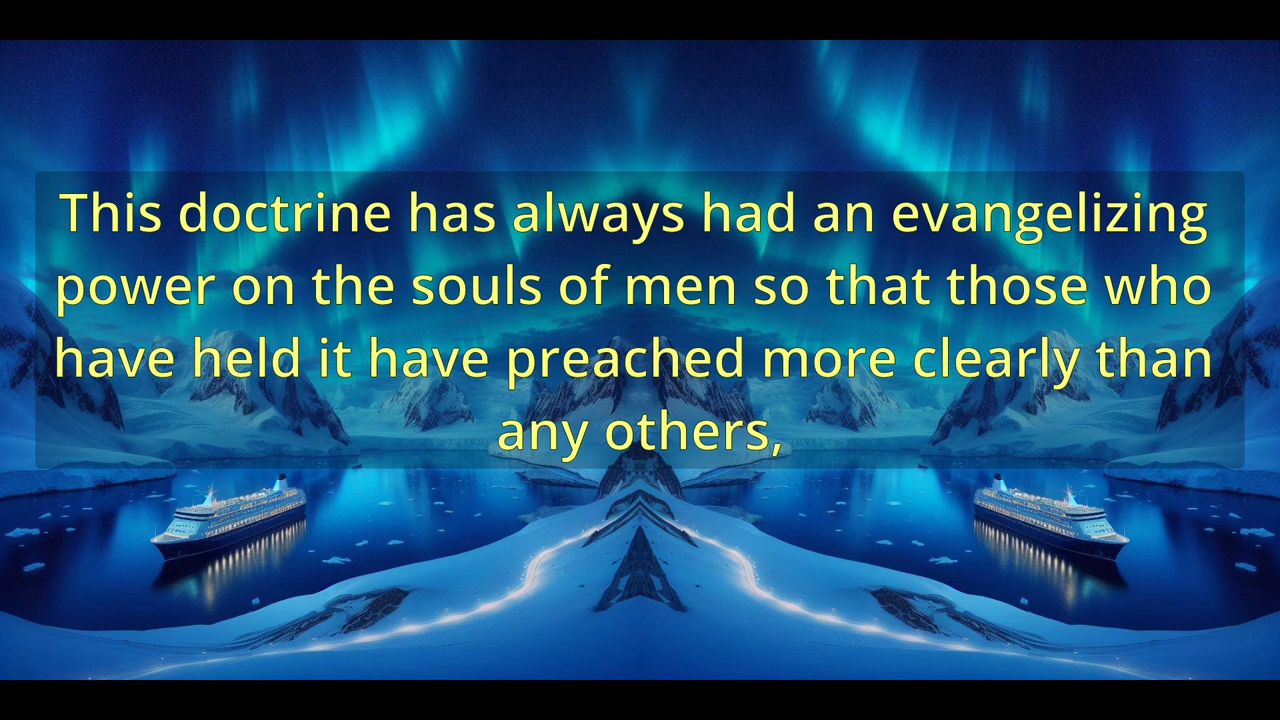 This doctrine has always had an evangelizing
power on the souls of men so that those who
have held it have preached more clearly than
any others,